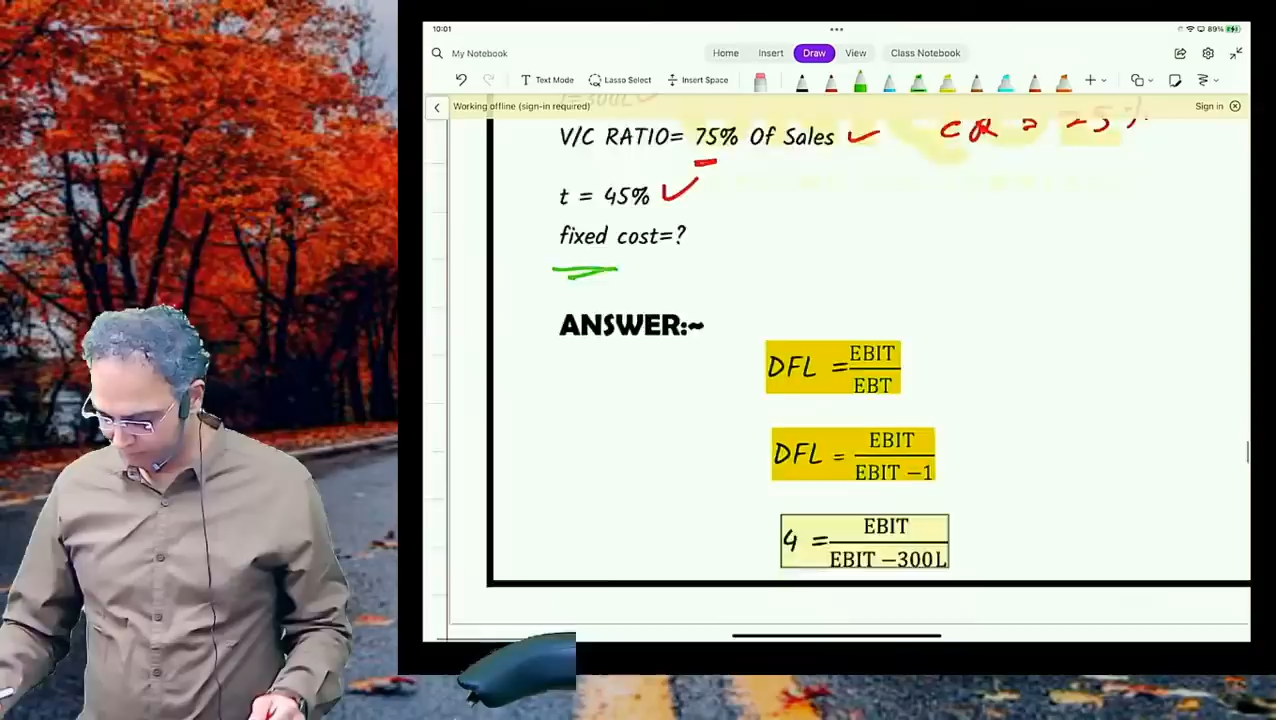 10:01
89%
My Notebook
Home Insert Draw View Class Notebook
Text Mode Lasso Select Insert Space
Working offline (sign-in required) Sign in
I=300L
V/C RATIO= 75% Of Sales
t = 45%
fixed cost=?
ANSWER:~
DFL = EBIT
EBT
DFL = EBIT
EBIT −1
4 = EBIT
EBIT −300L